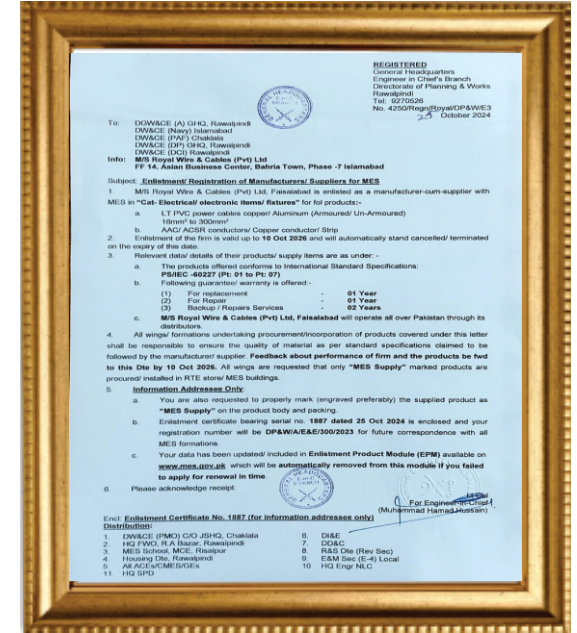 REGISTERED
General Headquarters
Engineer in Chief's Branch
Directorate of Planning & Works
Rawalpindi
Tel: 9270526
No. 4250/Regn/Royal/DP&W/E3
25 October 2024
GENERAL HEADQUARTERS
E-in-C
BRANCH
To: DGW&CE (A) GHQ, Rawalpindi
DW&CE (Navy) Islamabad
DW&CE (PAF) Chaklala
DW&CE (DP) GHQ, Rawalpindi
DW&CE (DCI) Rawalpindi
Info: M/S Royal Wire & Cables (Pvt) Ltd
FF 14. Asian Business Center, Bahria Town, Phase -7 Islamabad
Subject: Enlistment/ Registration of Manufacturers/ Suppliers for MES
1. M/S Royal Wire & Cables (Pvt) Ltd, Faisalabad is enlisted as a manufacturer-cum-supplier with
MES in "Cat- Electrical/ electronic items/ fixtures" for fol products:-
a. LT PVC power cables copper/ Aluminum (Armoured/ Un-Armoured)
16mm² to 300mm²
b. AAC/ ACSR conductors/ Copper conductor/ Strip
2. Enlistment of the firm is valid up to 10 Oct 2026 and will automatically stand cancelled/ terminated
on the expiry of this date.
3. Relevant data/ details of their products/ supply items are as under: -
a. The products offered conforms to International Standard Specifications:
PS/IEC -60227 (Pt: 01 to Pt: 07)
b. Following guarantee/ warranty is offered:-
(1) For replacement - 01 Year
(2) For Repair - 01 Year
(3) Backup / Repairs Services - 02 Years
c. M/S Royal Wire & Cables (Pvt) Ltd, Faisalabad will operate all over Pakistan through its
distributors.
4. All wings/ formations undertaking procurement/incorporation of products covered under this letter
shall be responsible to ensure the quality of material as per standard specifications claimed to be
followed by the manufacturer/ supplier. Feedback about performance of firm and the products be fwd
to this Dte by 10 Oct 2026. All wings are requested that only "MES Supply" marked products are
procured/ installed in RTE store/ MES buildings.
5. Information Addressee Only:
a. You are also requested to properly mark (engraved preferably) the supplied product as
"MES Supply" on the product body and packing.
b. Enlistment certificate bearing serial no. 1887 dated 25 Oct 2024 is enclosed and your
registration number will be DP&W/A/E&E/300/2023 for future correspondence with all
MES formations.
c. Your data has been updated/ included in Enlistment Product Module (EPM) available on
www.mes.gov.pk which will be automatically removed from this module if you failed
to apply for renewal in time.
6. Please acknowledge receipt.
E-in-C
BRANCH
Lt Col
For Engineer-in-Chief
(Muhammad Hamed Hussain)
Encl: Enlistment Certificate No. 1887 (for information addressee only)
Distribution:
1. DW&CE (PMO) C/O JSHQ, Chaklala
2. HQ FWO, R.A Bazar, Rawalpindi
3. MES School, MCE, Risalpur
4. Housing Dte, Rawalpindi
5. All ACEs/CMES/GEs
11. HQ SPD
6. DI&E
7. DD&C
8. R&S Dte (Rev Sec)
9. E&M Sec (E-4) Local
10. HQ Engr NLC